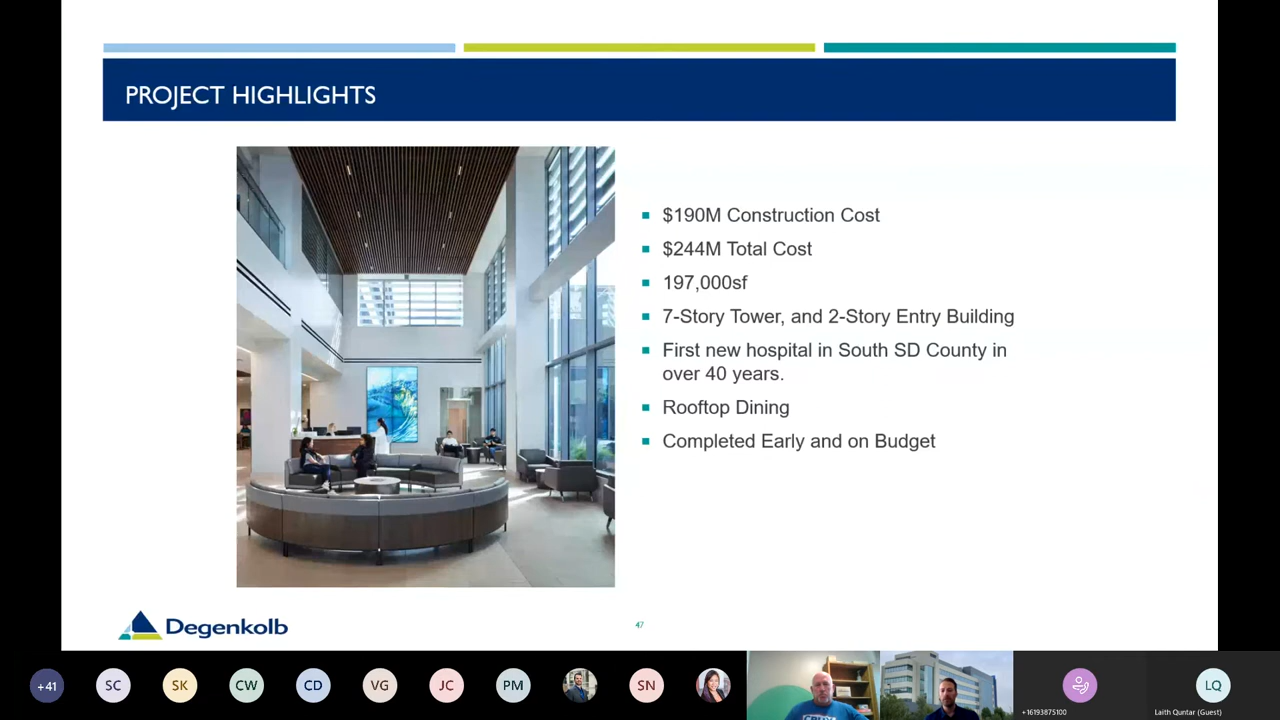 PROJECT HIGHLIGHTS
$190M Construction Cost
$244M Total Cost
197,000sf
7-Story Tower, and 2-Story Entry Building
First new hospital in South SD County in
over 40 years.
Rooftop Dining
Completed Early and on Budget
Degenkolb
47
+41
SC
SK
CW
CD
VG
JC
PM
SN
+16193875100
LQ
Laith Quntar (Guest)